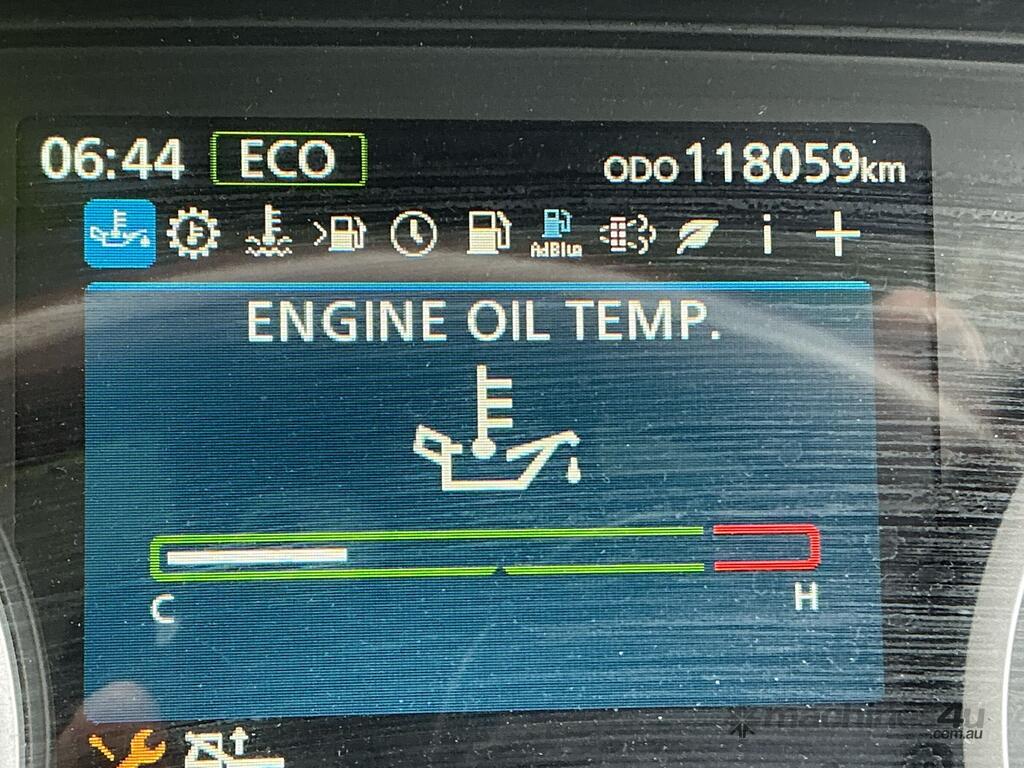 06:44 ECO ODO 118059km
AdBlue
ENGINE OIL TEMP.
C H
machines4u
.com.au